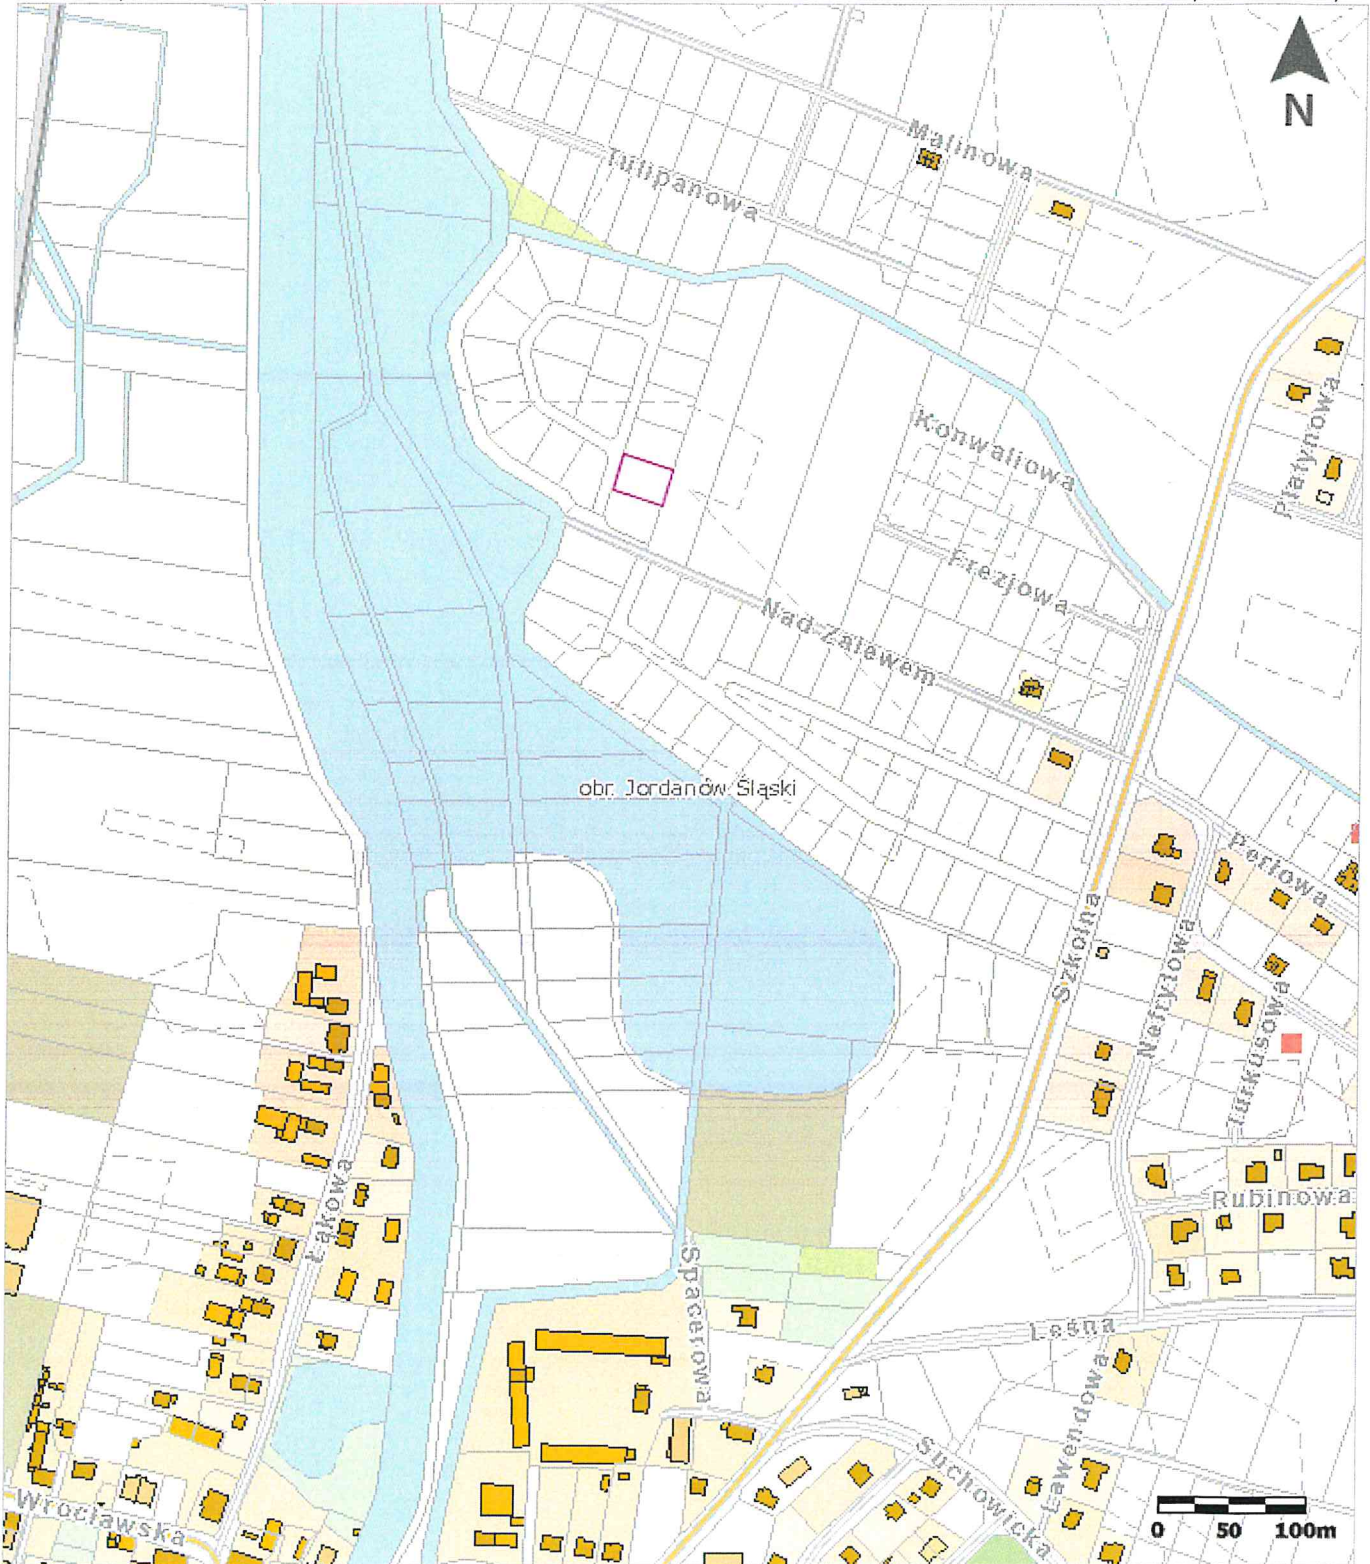 N
Malinowa
Tulipanowa
Konwaliowa
Płatynowa
Frezjowa
Nad Zalewem
obr. Jordanów Śląski
Perłowa
Szkolna
Nefrytowa
Turkusowa
Łąkowa
Rubinowa
Spacerowa
Leśna
Lawendowa
Suchowicka
Wrocławska
0 50 100m